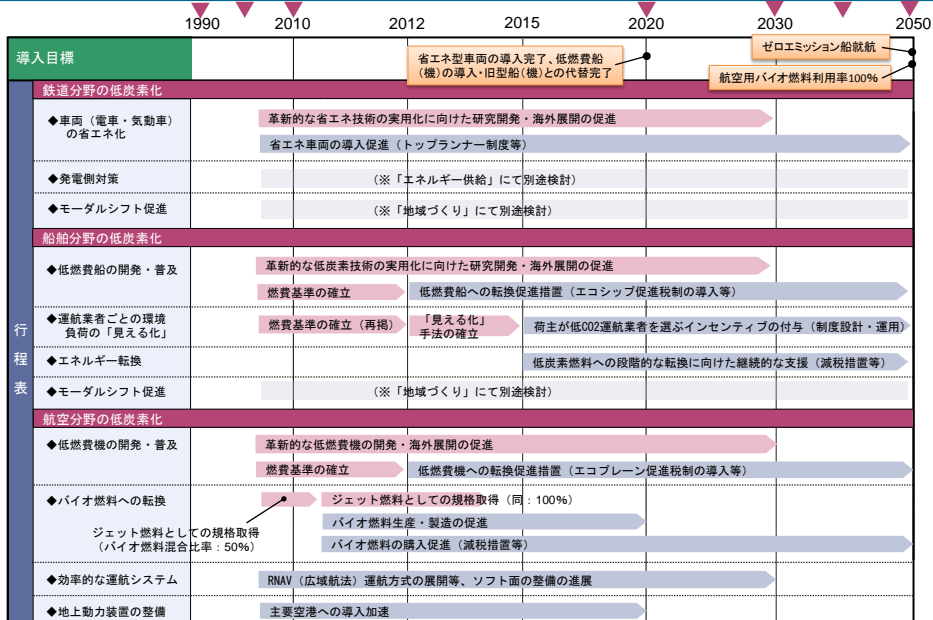 1990 2010 2012 2015 2020 2030 2050
導入目標
省エネ型車両の導入完了、低燃費船
(機)の導入・旧型船(機)との代替完了
ゼロエミッション船就航
航空用バイオ燃料利用率100%
行程表
鉄道分野の低炭素化
◆車両(電車・気動車)
の省エネ化
革新的な省エネ技術の実用化に向けた研究開発・海外展開の促進
省エネ車両の導入促進(トップランナー制度等)
◆発電側対策
(※「エネルギー供給」にて別途検討)
◆モーダルシフト促進
(※「地域づくり」にて別途検討)
船舶分野の低炭素化
◆低燃費船の開発・普及
革新的な低炭素技術の実用化に向けた研究開発・海外展開の促進
燃費基準の確立
低燃費船への転換促進措置(エコシップ促進税制の導入等)
◆運航業者ごとの環境
負荷の「見える化」
燃費基準の確立(再掲)
「見える化」
手法の確立
荷主が低CO2運航業者を選ぶインセンティブの付与(制度設計・運用)
◆エネルギー転換
低炭素燃料への段階的な転換に向けた継続的な支援(減税措置等)
◆モーダルシフト促進
(※「地域づくり」にて別途検討)
航空分野の低炭素化
◆低燃費機の開発・普及
革新的な低燃費機の開発・海外展開の促進
燃費基準の確立
低燃費機への転換促進措置(エコプレーン促進税制の導入等)
◆バイオ燃料への転換
ジェット燃料としての規格取得(同:100%)
ジェット燃料としての規格取得
(バイオ燃料混合比率:50%)
バイオ燃料生産・製造の促進
バイオ燃料の購入促進(減税措置等)
◆効率的な運航システム
RNAV(広域航法)運航方式の展開等、ソフト面の整備の進展
◆地上動力装置の整備
主要空港への導入加速